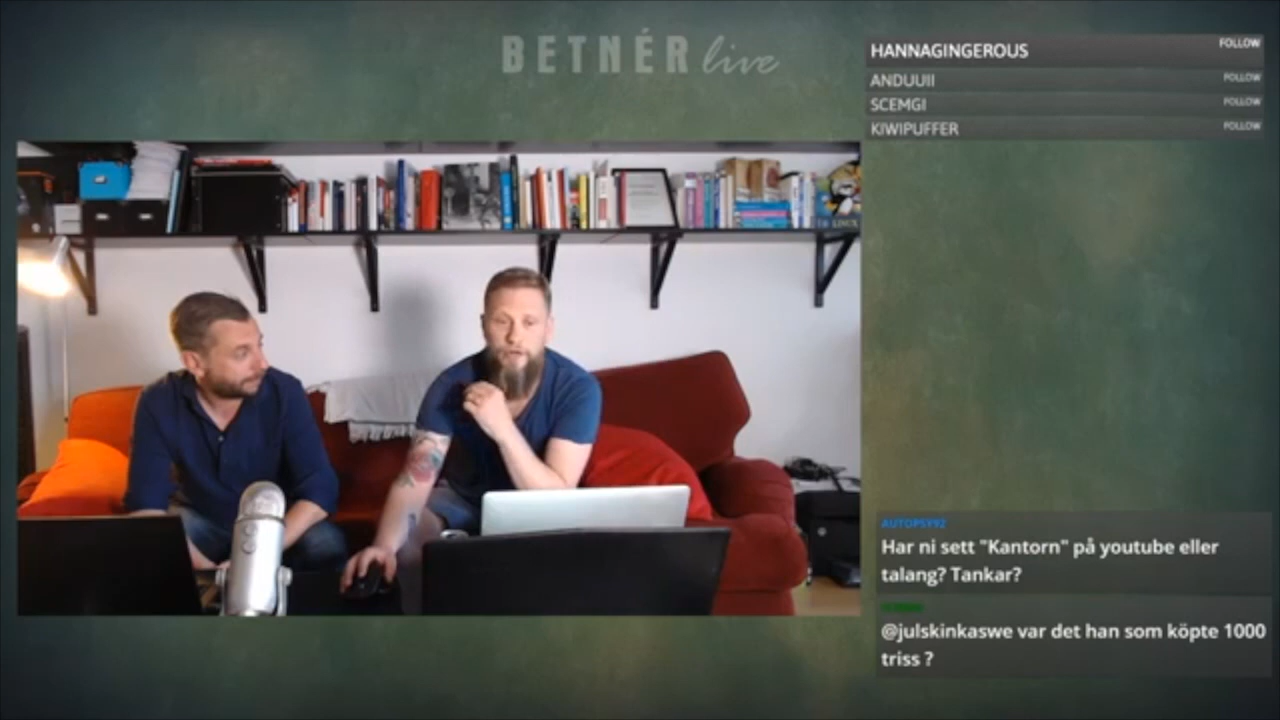 BETNÉR live
HANNAGINGEROUS FOLLOW
ANDUUII FOLLOW
SCEMGI FOLLOW
KIWIPUFFER FOLLOW
LINUX
AUTOPSY92
Har ni sett "Kantorn" på youtube eller
talang? Tankar?
@julskinkaswe var det han som köpte 1000
triss ?